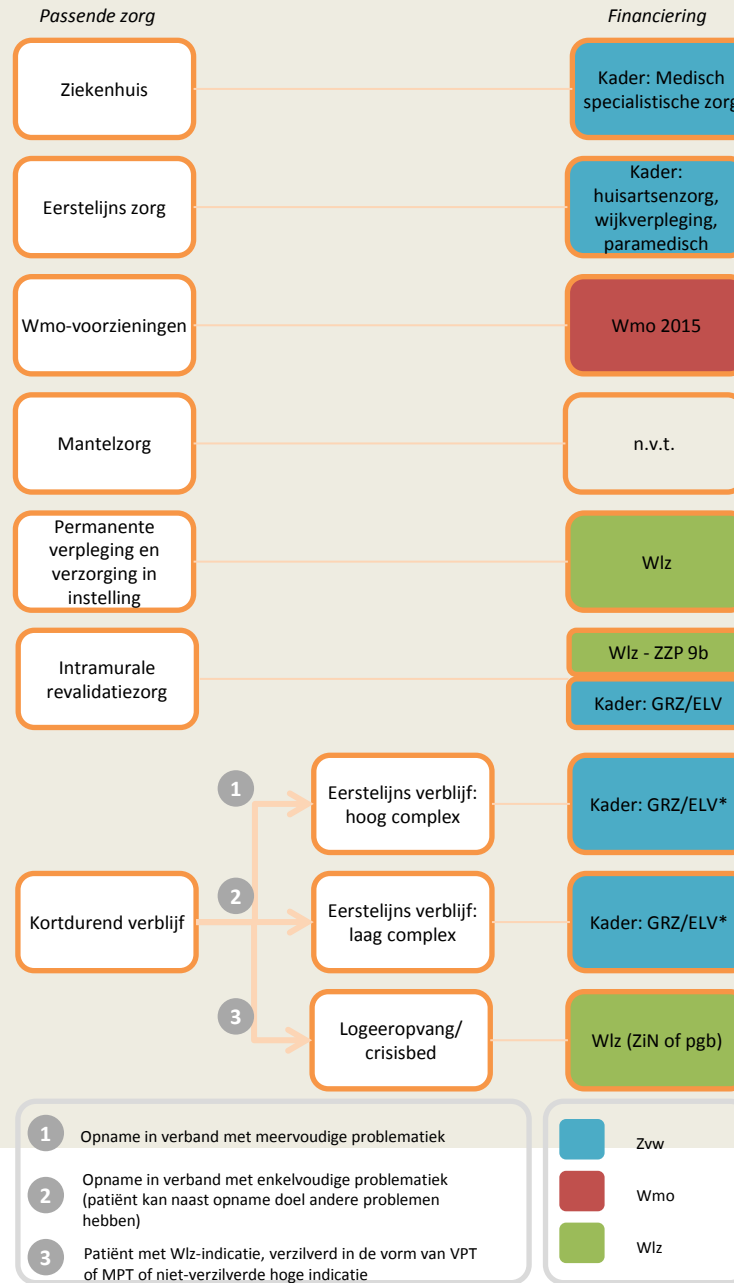 Passende zorg
Financiering
Ziekenhuis
Kader: Medisch
specialistische zorg
Eerstelijns zorg
Kader:
huisartsenzorg,
wijkverpleging,
paramedisch
Wmo-voorzieningen
Wmo 2015
Mantelzorg
n.v.t.
Permanente
verpleging en
verzorging in
instelling
Wlz
Intramurale
revalidatiezorg
Wlz - ZZP 9b
Kader: GRZ/ELV
Kortdurend verblijf
1
Eerstelijns verblijf:
hoog complex
Kader: GRZ/ELV*
2
Eerstelijns verblijf:
laag complex
Kader: GRZ/ELV*
3
Logeeropvang/
crisisbed
Wlz (ZiN of pgb)
1 Opname in verband met meervoudige problematiek
2 Opname in verband met enkelvoudige problematiek
(patiënt kan naast opname doel andere problemen
hebben)
3 Patiënt met Wlz-indicatie, verzilverd in de vorm van VPT
of MPT of niet-verzilverde hoge indicatie
Zvw
Wmo
Wlz